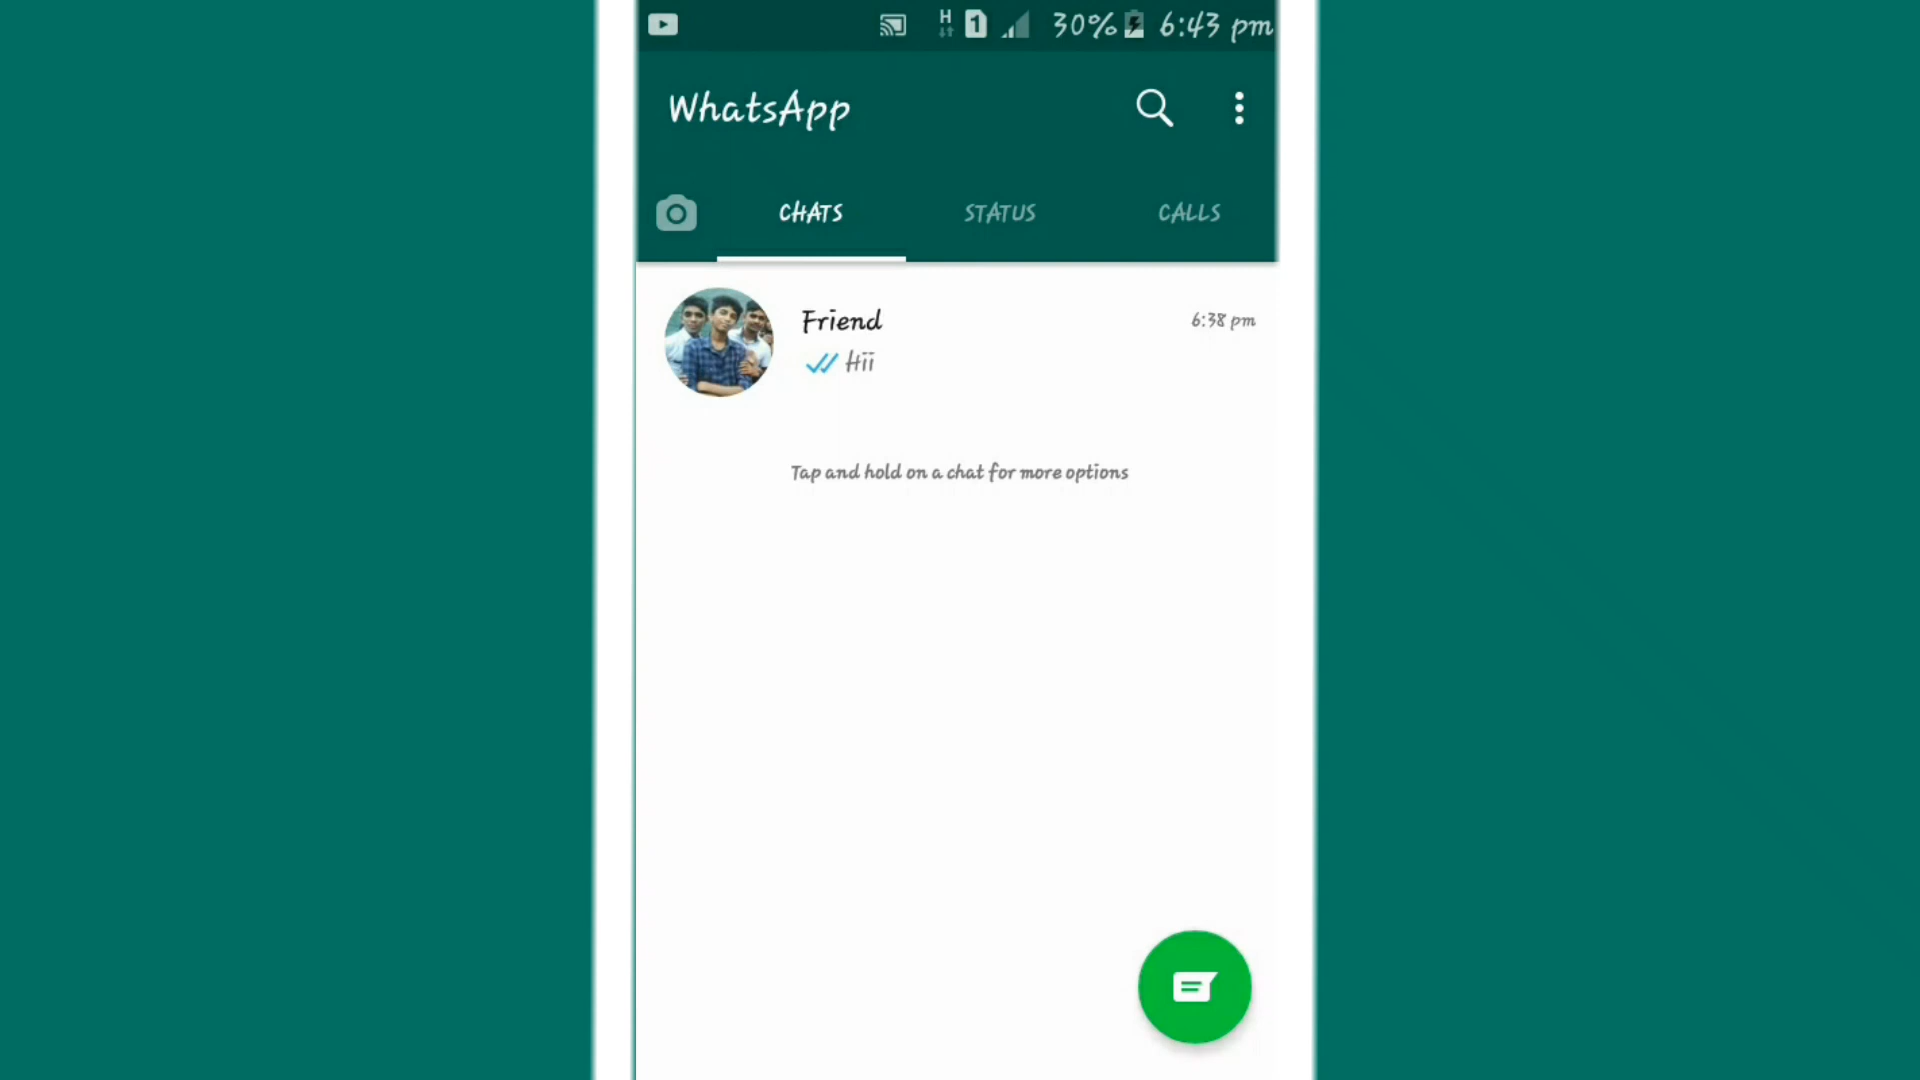 H 1 30% 6:43 pm
WhatsApp
CHATS STATUS CALLS
Friend 6:38 pm
Hii
Tap and hold on a chat for more options